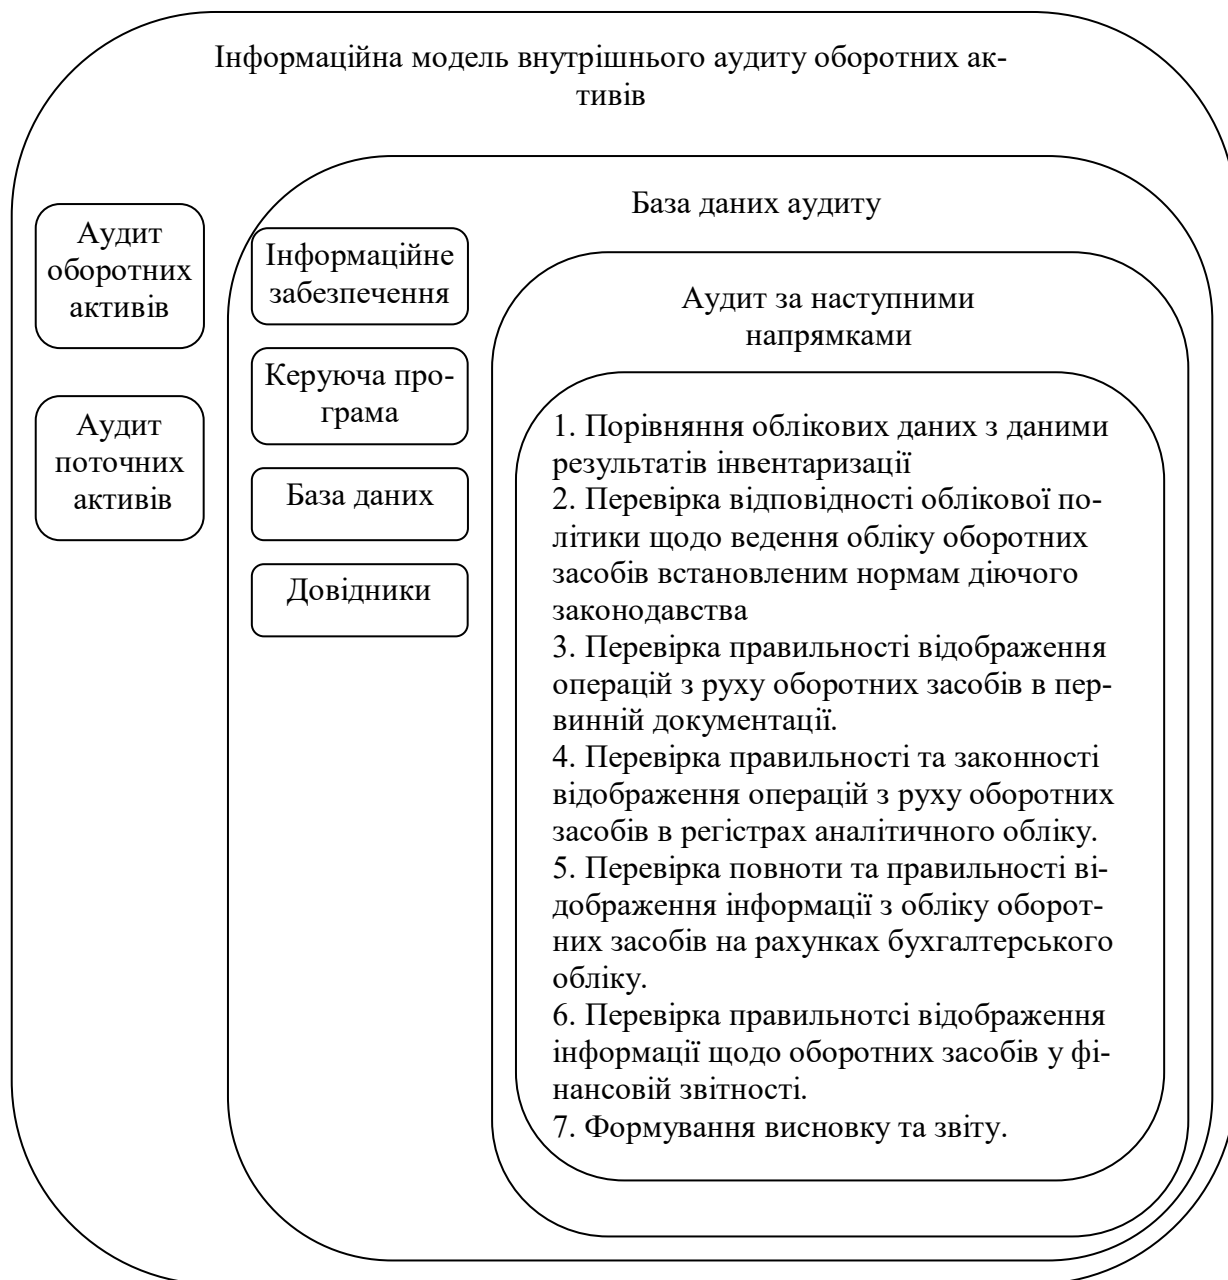 Інформаційна модель внутрішнього аудиту оборотних ак-
тивів
База даних аудиту
Аудит
оборотних
активів
Аудит
поточних
активів
Інформаційне
забезпечення
Керуюча про-
грама
База даних
Довідники
Аудит за наступними
напрямками
1. Порівняння облікових даних з даними
результатів інвентаризації
2. Перевірка відповідності облікової по-
літики щодо ведення обліку оборотних
засобів встановленим нормам діючого
законодавства
3. Перевірка правильності відображення
операцій з руху оборотних засобів в пер-
винній документації.
4. Перевірка правильності та законності
відображення операцій з руху оборотних
засобів в регістрах аналітичного обліку.
5. Перевірка повноти та правильності ві-
дображення інформації з обліку оборот-
них засобів на рахунках бухгалтерського
обліку.
6. Перевірка правильнотсі відображення
інформації щодо оборотних засобів у фі-
нансовій звітності.
7. Формування висновку та звіту.